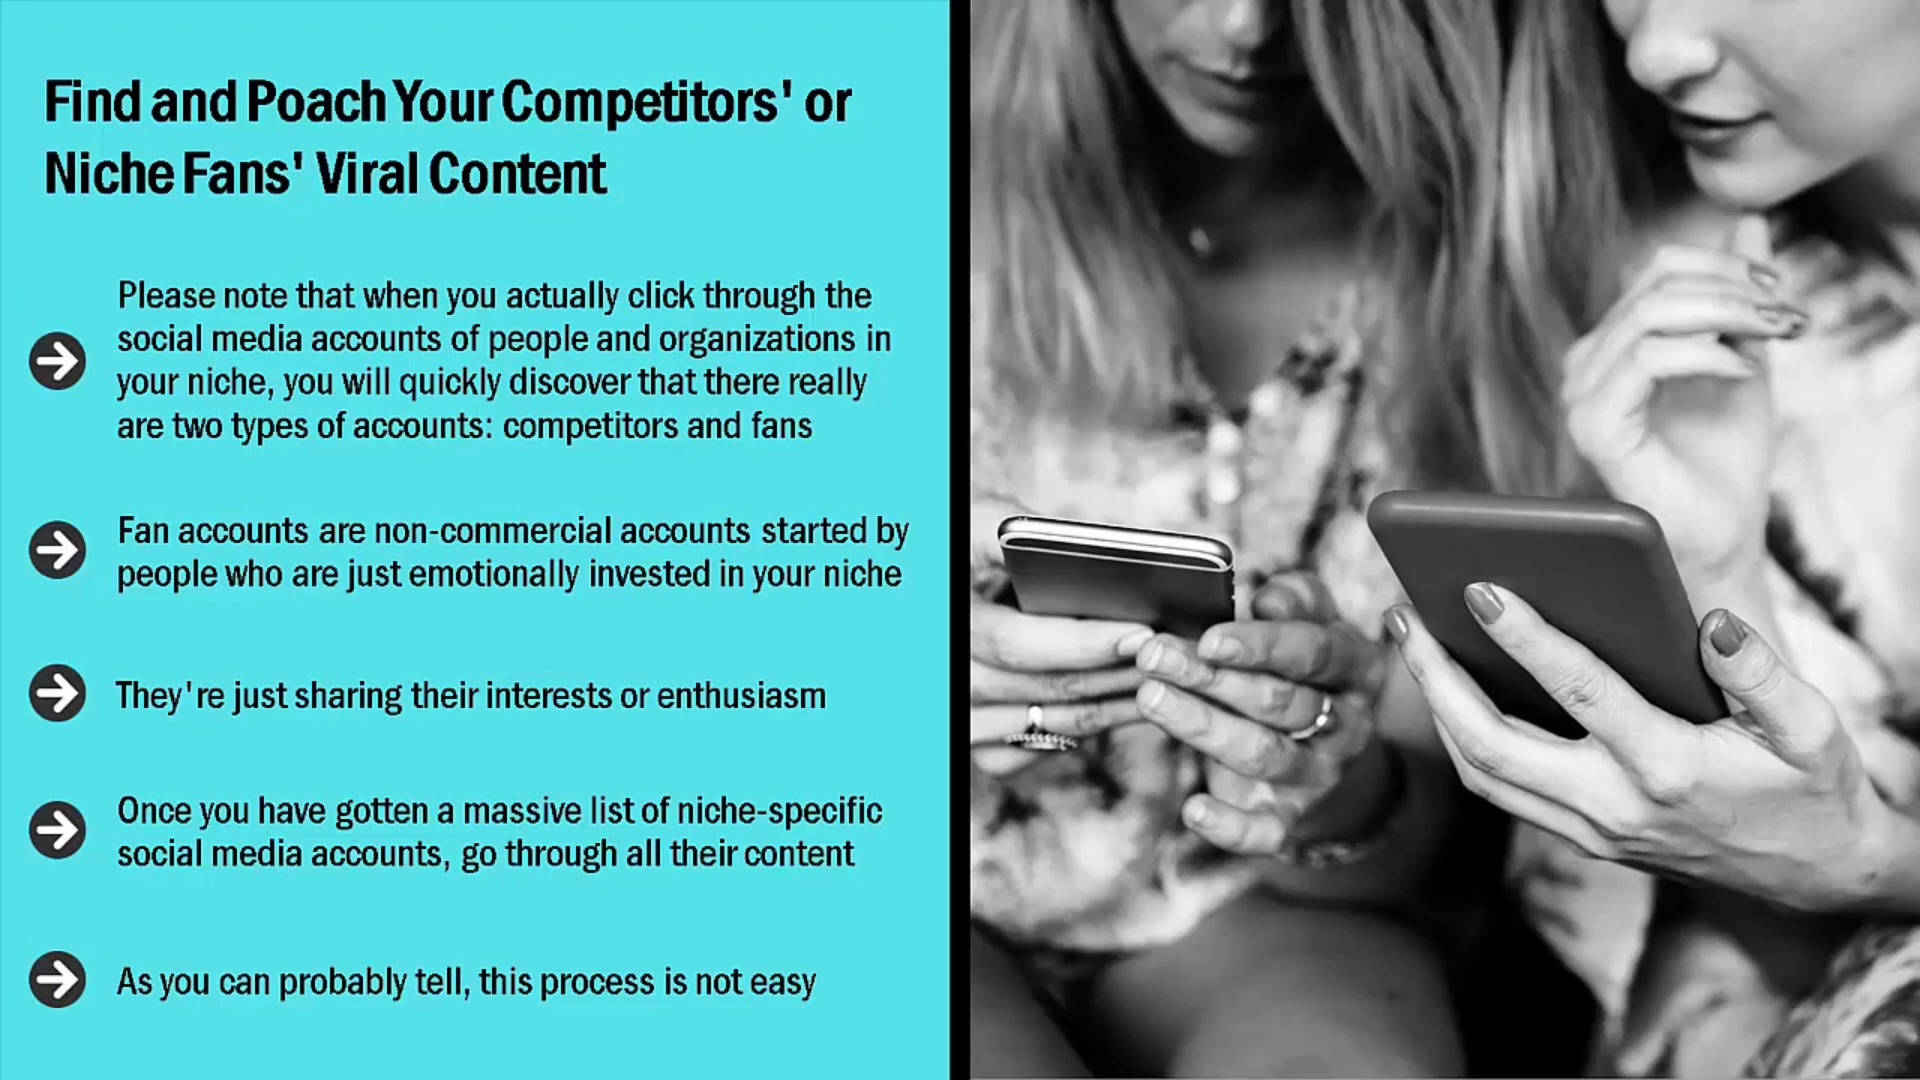 Find and Poach Your Competitors' or
Niche Fans' Viral Content
Please note that when you actually click through the
social media accounts of people and organizations in
your niche, you will quickly discover that there really
are two types of accounts: competitors and fans
Fan accounts are non-commercial accounts started by
people who are just emotionally invested in your niche
They're just sharing their interests or enthusiasm
Once you have gotten a massive list of niche-specific
social media accounts, go through all their content
As you can probably tell, this process is not easy